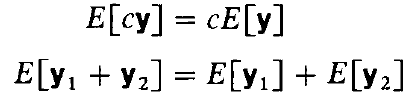 E[cy] = cE[y]
E[y₁ + y₂] = E[y₁] + E[y₂]